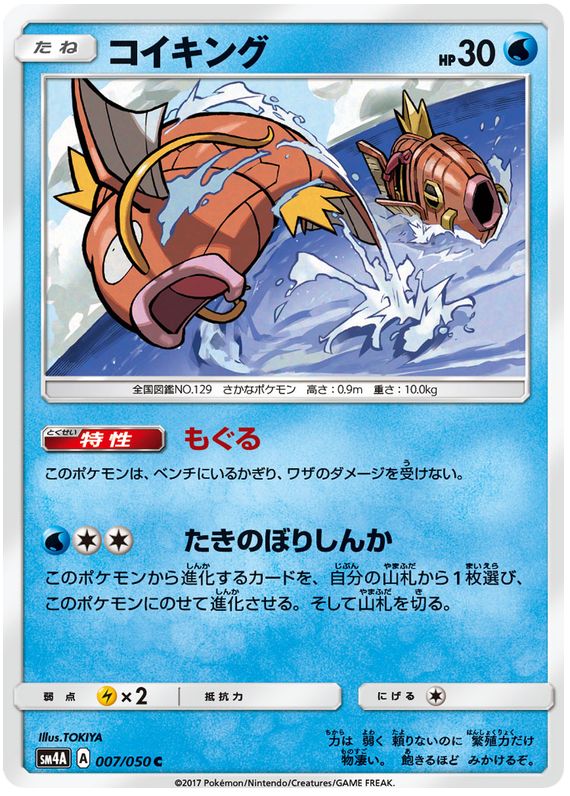 たね コイキング HP30
全国図鑑NO.129 さかなポケモン 高さ：0.9m 重さ：10.0kg
とくせい
特性 もぐる
このポケモンは、ベンチにいるかぎり、ワザのダメージを受けない。
たきのぼりしんか
このポケモンから進化するカードを、自分の山札から1枚選び、
このポケモンにのせて進化させる。そして山札を切る。
弱点 ×2 抵抗力 にげる
Illus.TOKIYA
力は 弱く 頼りないのに 繁殖力だけ
物凄い。 飽きるほど みかけるぞ。
SM4A A 007/050 C
©2017 Pokémon/Nintendo/Creatures/GAME FREAK.